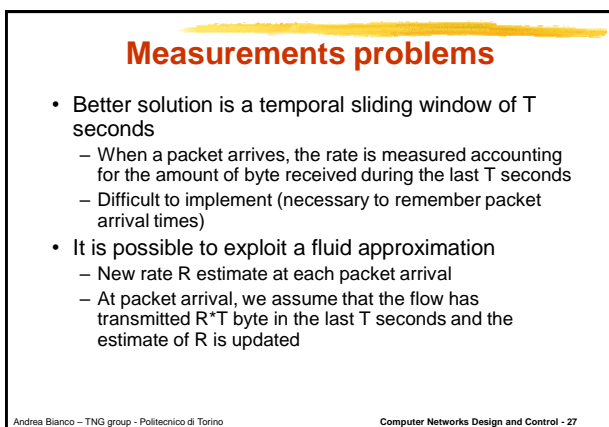 Measurements problems
• Better solution is a temporal sliding window of T
seconds
– When a packet arrives, the rate is measured accounting
for the amount of byte received during the last T seconds
– Difficult to implement (necessary to remember packet
arrival times)
• It is possible to exploit a fluid approximation
– New rate R estimate at each packet arrival
– At packet arrival, we assume that the flow has
transmitted R*T byte in the last T seconds and the
estimate of R is updated
Andrea Bianco – TNG group - Politecnico di Torino
Computer Networks Design and Control - 27